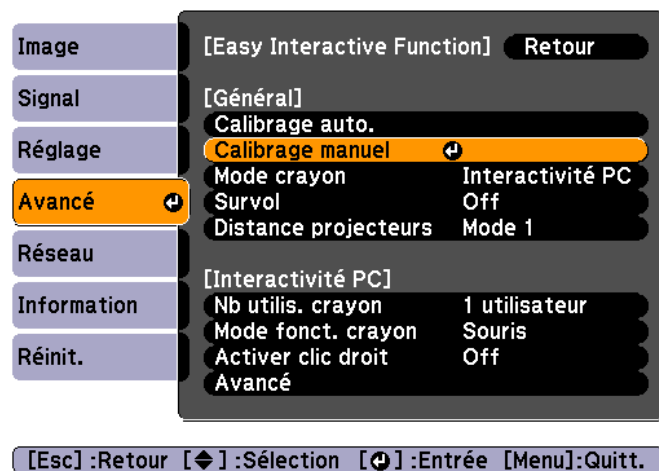 Image
Signal
Réglage
Avancé
Réseau
Information
Réinit.
[Easy Interactive Function] Retour
[Général]
Calibrage auto.
Calibrage manuel
Mode crayon Interactivité PC
Survol Off
Distance projecteurs Mode 1
[Interactivité PC]
Nb utilis. crayon 1 utilisateur
Mode fonct. crayon Souris
Activer clic droit Off
Avancé
[Esc] :Retour [◆] :Sélection [↵] :Entrée [Menu]:Quitt.